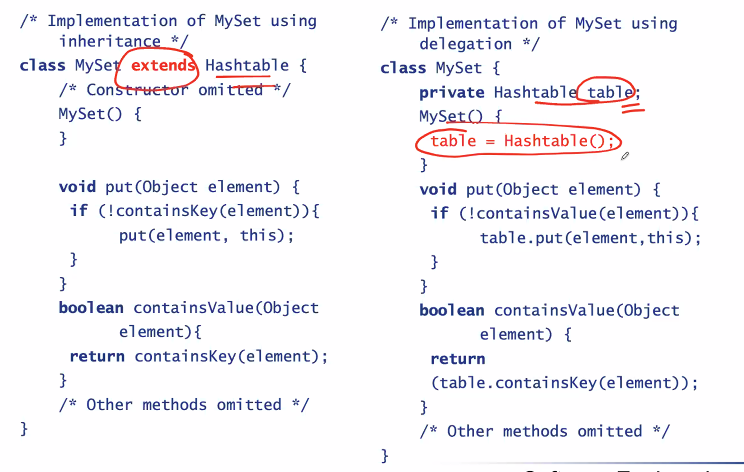 /* Implementation of MySet using
inheritance */
class MySet extends Hashtable {
/* Constructor omitted */
MySet() {
}
void put(Object element) {
if (!containsKey(element)){
put(element, this);
}
}
boolean containsValue(Object
element){
return containsKey(element);
}
/* Other methods omitted */
}
/* Implementation of MySet using
delegation */
class MySet {
private Hashtable table;
MySet() {
table = Hashtable();
}
void put(Object element) {
if (!containsValue(element)){
table.put(element,this);
}
}
boolean containsValue(Object
element) {
return
(table.containsKey(element));
}
/* Other methods omitted */
}